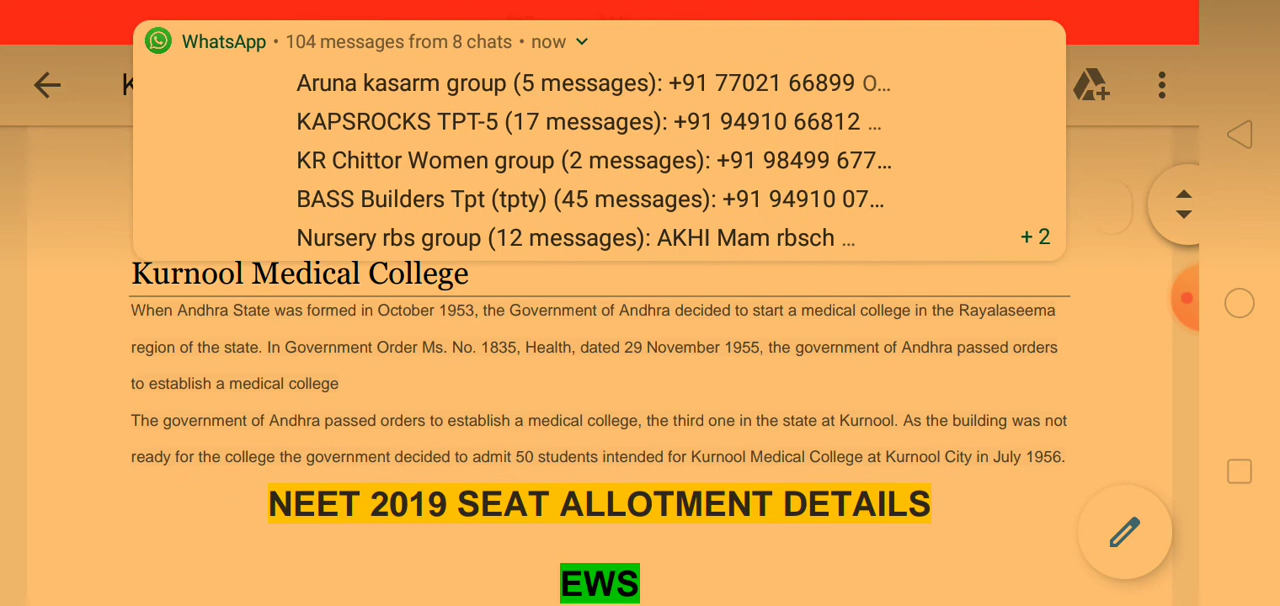 WhatsApp • 104 messages from 8 chats • now
Aruna kasarm group (5 messages): +91 77021 66899 O...
KAPSROCKS TPT-5 (17 messages): +91 94910 66812 ...
KR Chittor Women group (2 messages): +91 98499 677...
BASS Builders Tpt (tpty) (45 messages): +91 94910 07...
Nursery rbs group (12 messages): AKHI Mam rbsch ...
+ 2
Kurnool Medical College
When Andhra State was formed in October 1953, the Government of Andhra decided to start a medical college in the Rayalaseema
region of the state. In Government Order Ms. No. 1835, Health, dated 29 November 1955, the government of Andhra passed orders
to establish a medical college
The government of Andhra passed orders to establish a medical college, the third one in the state at Kurnool. As the building was not
ready for the college the government decided to admit 50 students intended for Kurnool Medical College at Kurnool City in July 1956.
NEET 2019 SEAT ALLOTMENT DETAILS
EWS